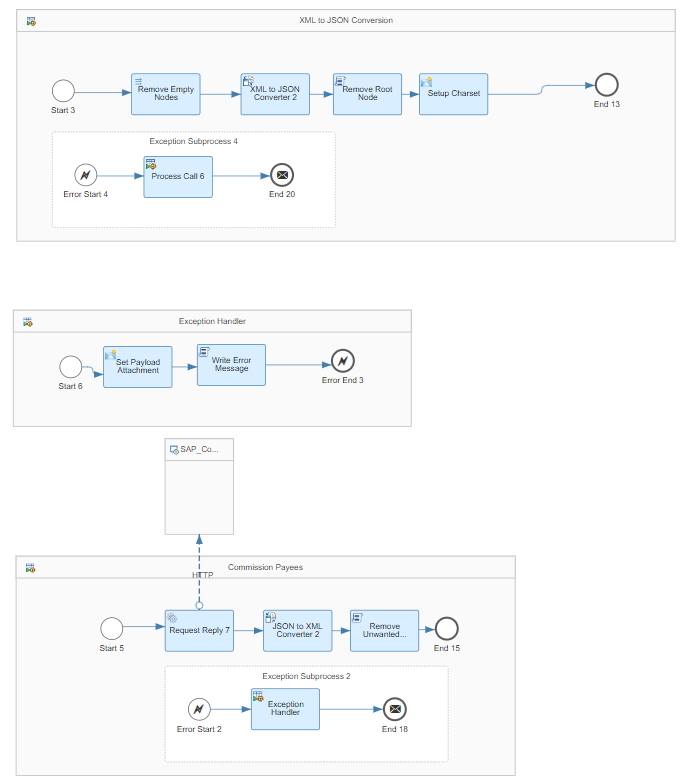 XML to JSON Conversion
Start 3
Remove Empty
Nodes
XML to JSON
Converter 2
Remove Root
Node
Setup Charset
End 13
Exception Subprocess 4
Error Start 4
Process Call 6
End 20
Exception Handler
Start 6
Set Payload
Attachment
Write Error
Message
Error End 3
SAP_Co...
HTTP
Commission Payees
Start 5
Request Reply 7
JSON to XML
Converter 2
Remove
Unwanted...
End 15
Exception Subprocess 2
Error Start 2
Exception
Handler
End 18